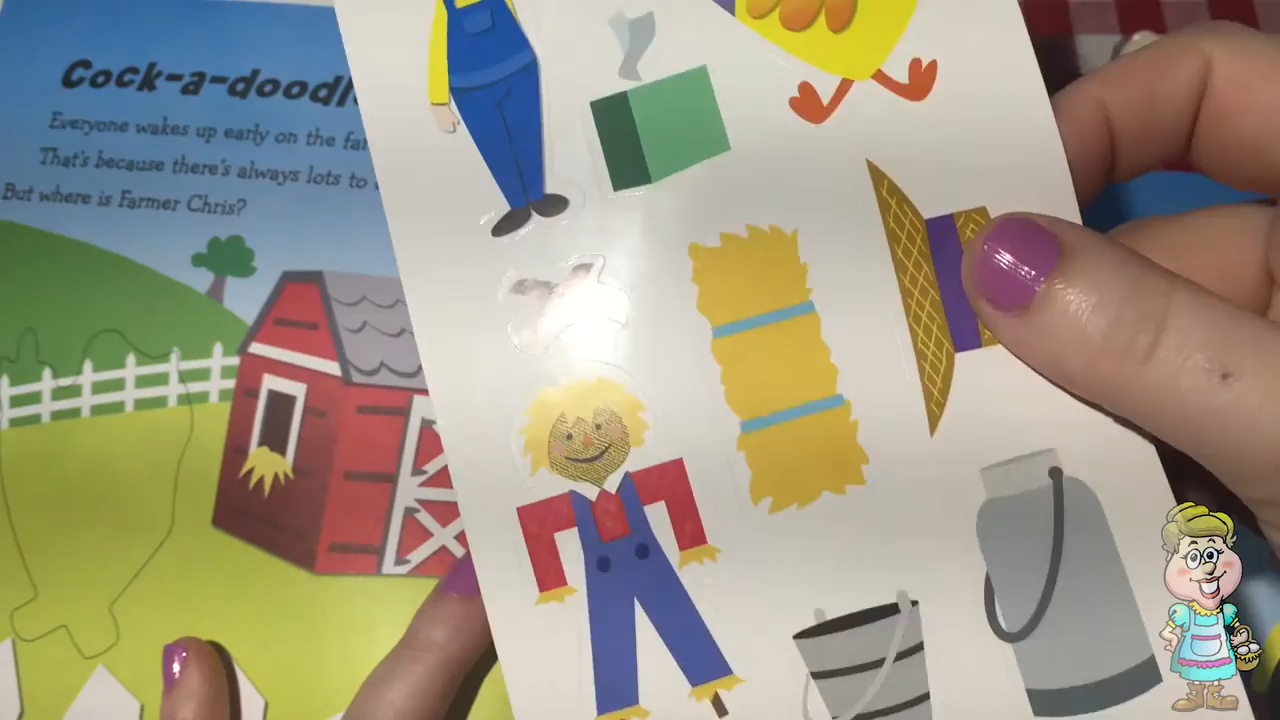 Cock-a-doodl
Everyone wakes up early on the
That's because there's always lots to
But where is Farmer Chris?